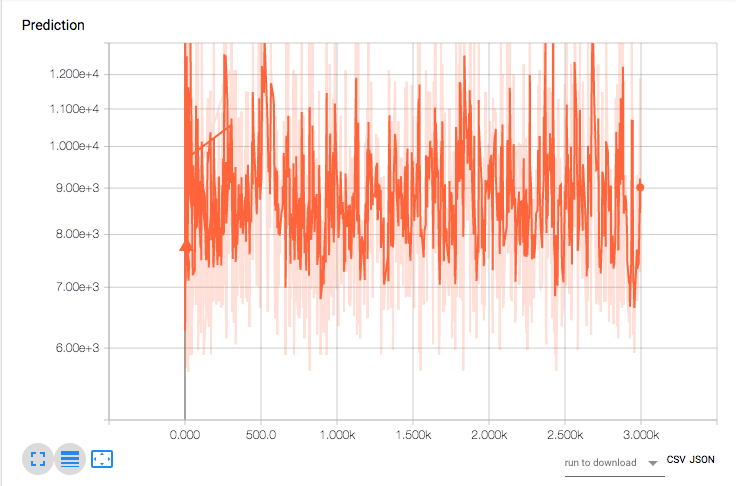 Prediction
1.200e+4
1.100e+4
1.000e+4
9.00e+3
8.00e+3
7.00e+3
6.00e+3
0.000 500.0 1.000k 1.500k 2.000k 2.500k 3.000k
run to download CSV JSON